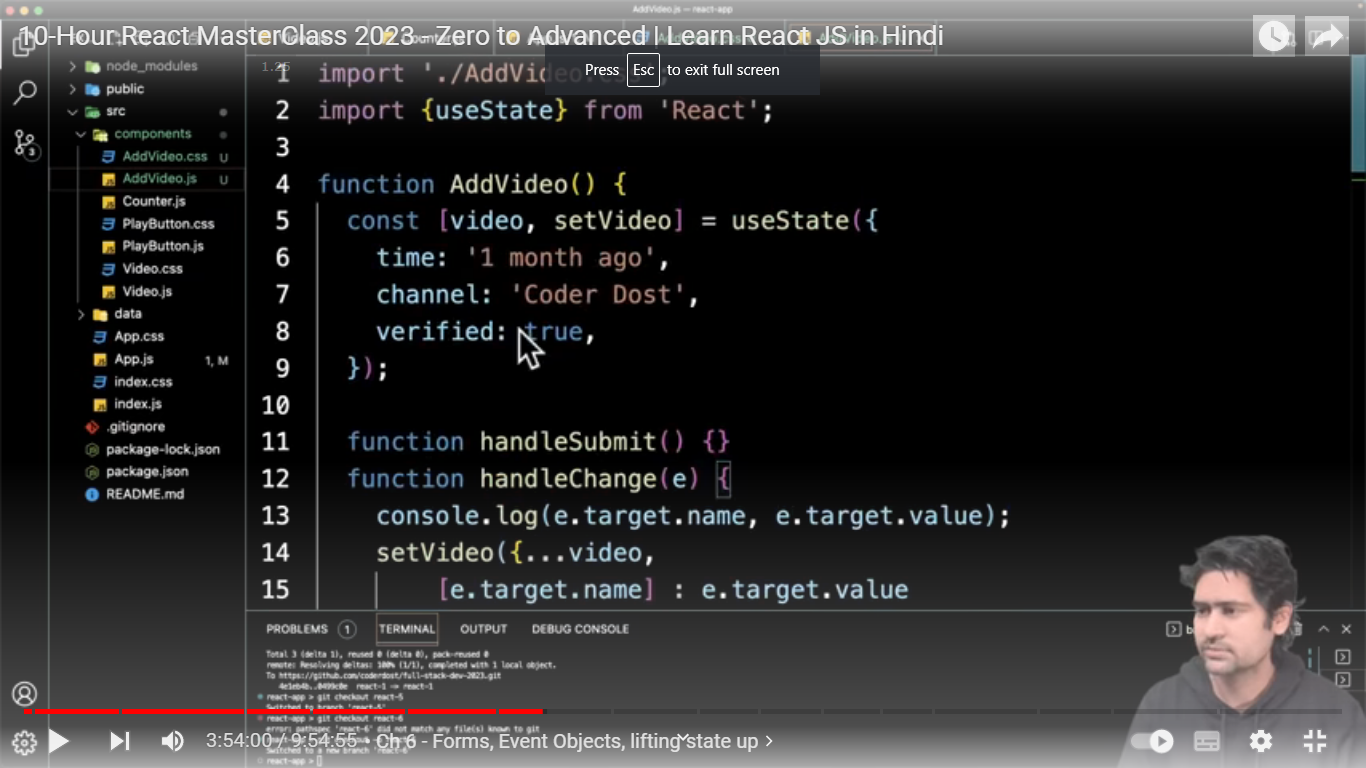 AddVideo.js — react-app
10-Hour React MasterClass 2023 - Zero to Advanced | Learn React JS in Hindi
Press Esc to exit full screen
node_modules
public
src
components
AddVideo.css U
AddVideo.js U
Counter.js
PlayButton.css
PlayButton.js
Video.css
Video.js
data
App.css
App.js 1, M
index.css
index.js
.gitignore
package-lock.json
package.json
README.md
3
1.25
1 import './AddVideo
2 import {useState} from 'React';
3
4 function AddVideo() {
5 const [video, setVideo] = useState({
6 time: '1 month ago',
7 channel: 'Coder Dost',
8 verified: true,
9 });
10
11 function handleSubmit() {}
12 function handleChange(e) {
13 console.log(e.target.name, e.target.value);
14 setVideo({...video,
15 [e.target.name] : e.target.value
PROBLEMS 1 TERMINAL OUTPUT DEBUG CONSOLE
Total 3 (delta 1), reused 0 (delta 0), pack-reused 0
remote: Resolving deltas: 100% (1/1), completed with 1 local object.
To https://github.com/coderdost/full-stack-dev-2023.git
4e1eb4b..0499c0e react-1 -> react-1
react-app > git checkout react-5
Switched to branch 'react-5'
react-app > git checkout react-6
error: pathspec 'react-6' did not match any file(s) known to git
Switched to a new branch 'react-6'
react-app >
3:54:00 / 9:54:55 • Ch 6 - Forms, Event Objects, lifting state up >